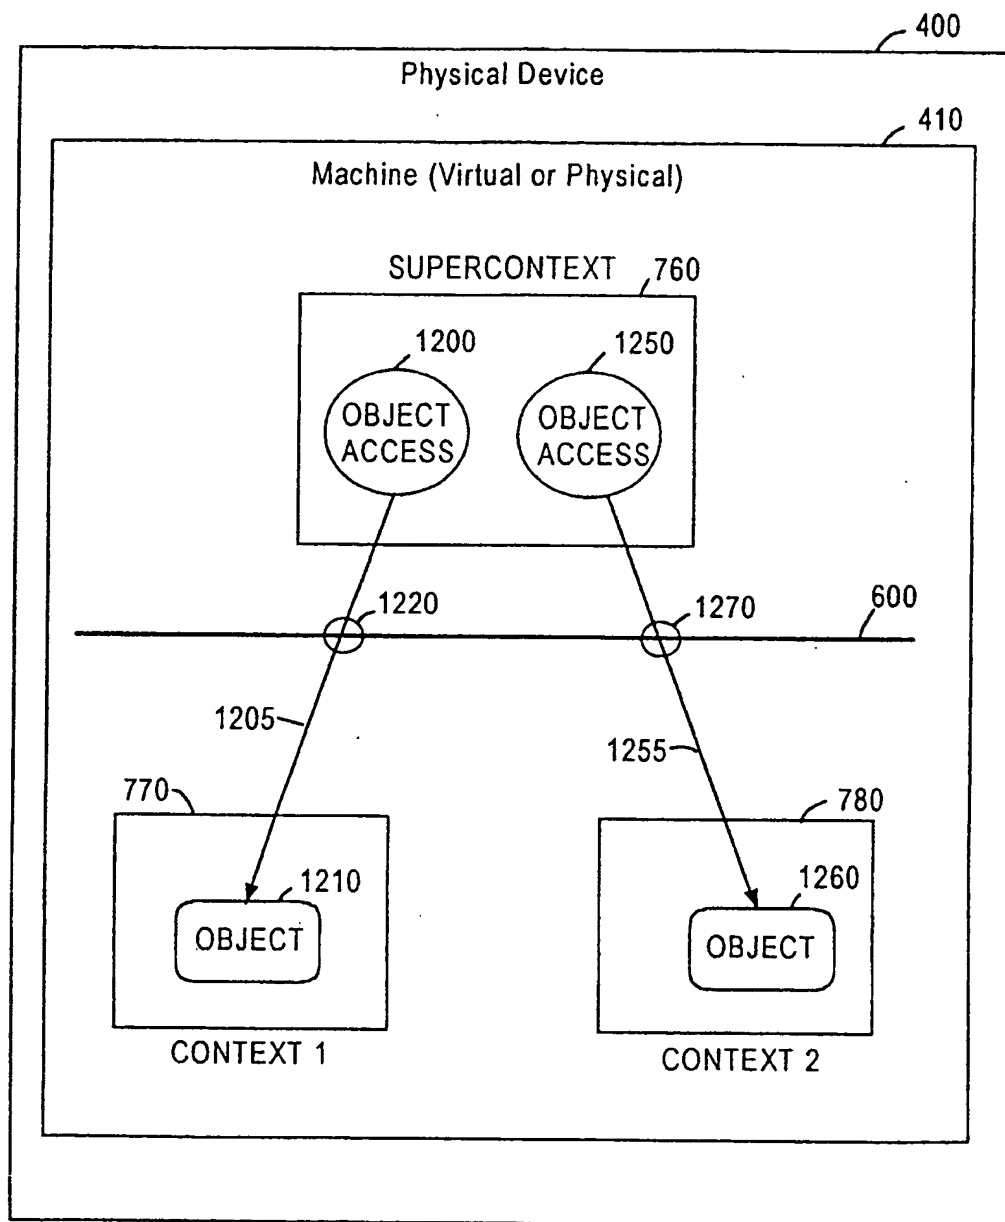 400
Physical Device
410
Machine (Virtual or Physical)
SUPERCONTEXT
760
1200
1250
OBJECT
ACCESS
OBJECT
ACCESS
1220
1270
600
1205
1255
770
780
1210
1260
OBJECT
OBJECT
CONTEXT 1
CONTEXT 2